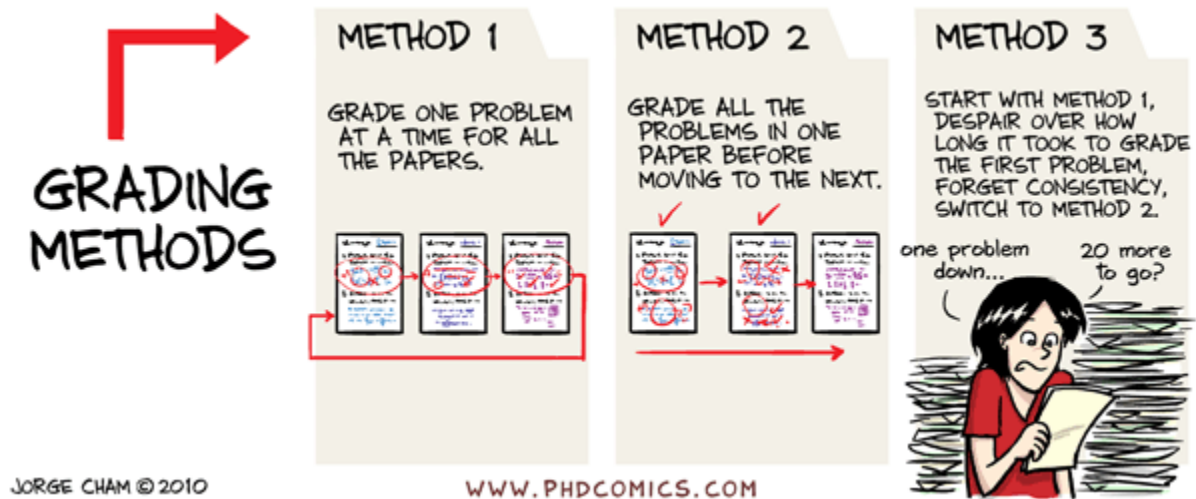 GRADING
METHODS
METHOD 1
GRADE ONE PROBLEM
AT A TIME FOR ALL
THE PAPERS.
METHOD 2
GRADE ALL THE
PROBLEMS IN ONE
PAPER BEFORE
MOVING TO THE NEXT.
METHOD 3
START WITH METHOD 1,
DESPAIR OVER HOW
LONG IT TOOK TO GRADE
THE FIRST PROBLEM,
FORGET CONSISTENCY,
SWITCH TO METHOD 2.
one problem
down...
20 more
to go?
JORGE CHAM © 2010
WWW.PHDCOMICS.COM